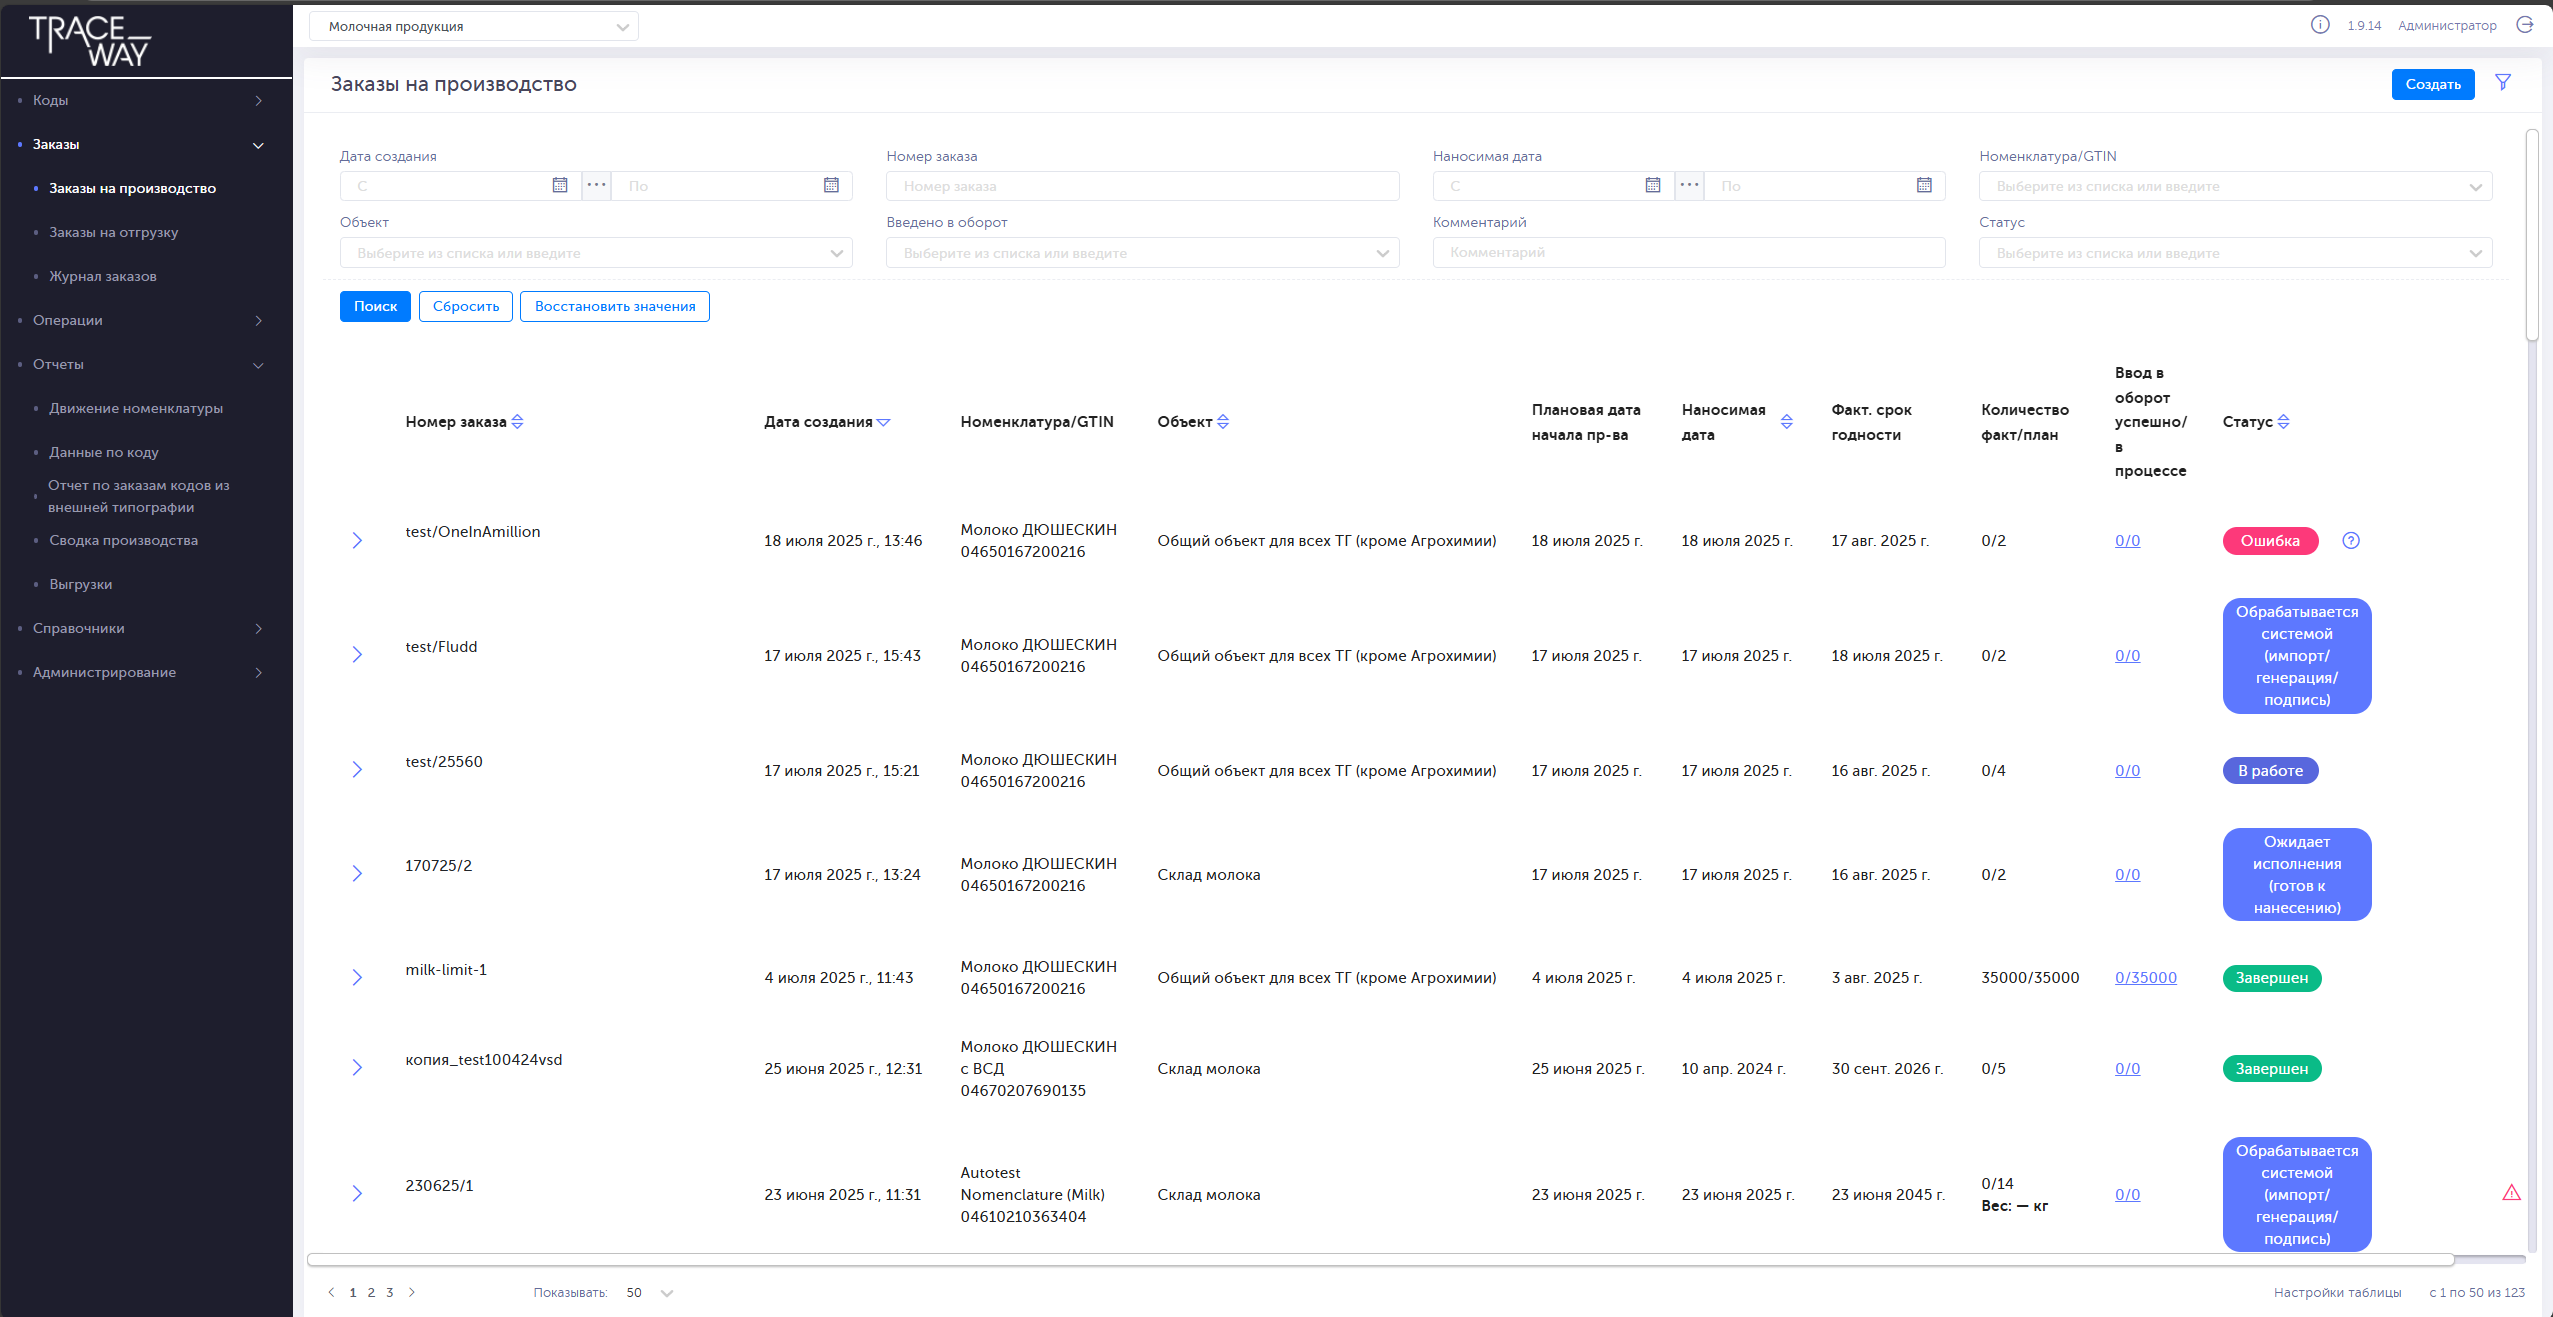 TRACE_
WAY
Молочная продукция
1.9.14 Администратор
Коды
Заказы
Заказы на производство
Заказы на отгрузку
Журнал заказов
Операции
Отчеты
Движение номенклатуры
Данные по коду
Отчет по заказам кодов из
внешней типографии
Сводка производства
Выгрузки
Справочники
Администрирование
Заказы на производство
Создать
Дата создания
Номер заказа
Наносимая дата
Номенклатура/GTIN
С ... По
Номер заказа
С ... По
Выберите из списка или введите
Объект
Введено в оборот
Комментарий
Статус
Выберите из списка или введите
Выберите из списка или введите
Комментарий
Выберите из списка или введите
Поиск Сбросить Восстановить значения
Номер заказа
Дата создания
Номенклатура/GTIN
Объект
Плановая дата
начала пр-ва
Наносимая
дата
Факт. срок
годности
Количество
факт/план
Ввод в
оборот
успешно/
в
процессе
Статус
test/OneInAmillion
18 июля 2025 г., 13:46
Молоко ДЮШЕСКИН
04650167200216
Общий объект для всех ТГ (кроме Агрохимии)
18 июля 2025 г.
18 июля 2025 г.
17 авг. 2025 г.
0/2
0/0
Ошибка
test/Fludd
17 июля 2025 г., 15:43
Молоко ДЮШЕСКИН
04650167200216
Общий объект для всех ТГ (кроме Агрохимии)
17 июля 2025 г.
17 июля 2025 г.
18 июля 2025 г.
0/2
0/0
Обрабатывается
системой
(импорт/
генерация/
подпись)
test/25560
17 июля 2025 г., 15:21
Молоко ДЮШЕСКИН
04650167200216
Общий объект для всех ТГ (кроме Агрохимии)
17 июля 2025 г.
17 июля 2025 г.
16 авг. 2025 г.
0/4
0/0
В работе
170725/2
17 июля 2025 г., 13:24
Молоко ДЮШЕСКИН
04650167200216
Склад молока
17 июля 2025 г.
17 июля 2025 г.
16 авг. 2025 г.
0/2
0/0
Ожидает
исполнения
(готов к
нанесению)
milk-limit-1
4 июля 2025 г., 11:43
Молоко ДЮШЕСКИН
04650167200216
Общий объект для всех ТГ (кроме Агрохимии)
4 июля 2025 г.
4 июля 2025 г.
3 авг. 2025 г.
35000/35000
0/35000
Завершен
копия_test100424vsd
25 июня 2025 г., 12:31
Молоко ДЮШЕСКИН
с ВСД
04670207690135
Склад молока
25 июня 2025 г.
10 апр. 2024 г.
30 сент. 2026 г.
0/5
0/0
Завершен
230625/1
23 июня 2025 г., 11:31
Autotest
Nomenclature (Milk)
04610210363404
Склад молока
23 июня 2025 г.
23 июня 2025 г.
23 июня 2045 г.
0/14
Вес: — кг
0/0
Обрабатывается
системой
(импорт/
генерация/
подпись)
1 2 3
Показывать: 50
Настройки таблицы
с 1 по 50 из 123